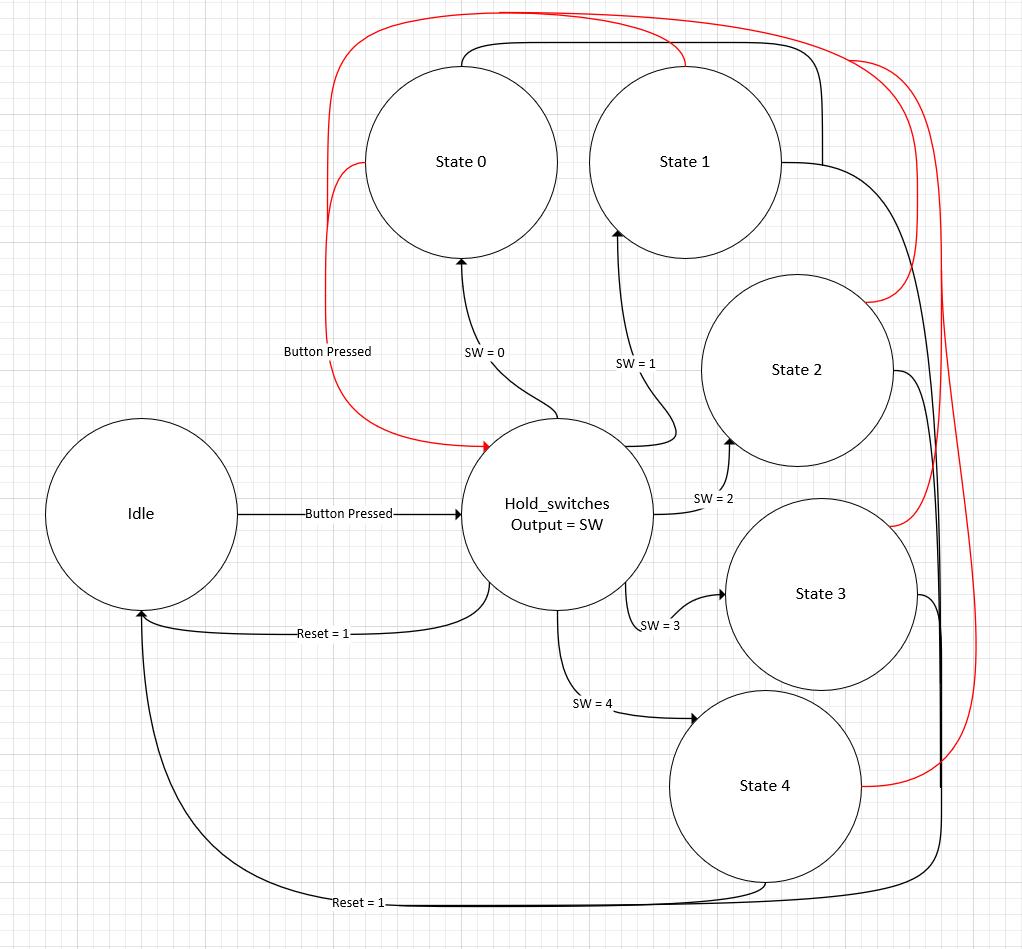 State 0
State 1
Button Pressed
SW = 0
SW = 1
State 2
Idle
Button Pressed
Hold_switches
Output = SW
SW = 2
State 3
SW = 3
Reset = 1
SW = 4
State 4
Reset = 1